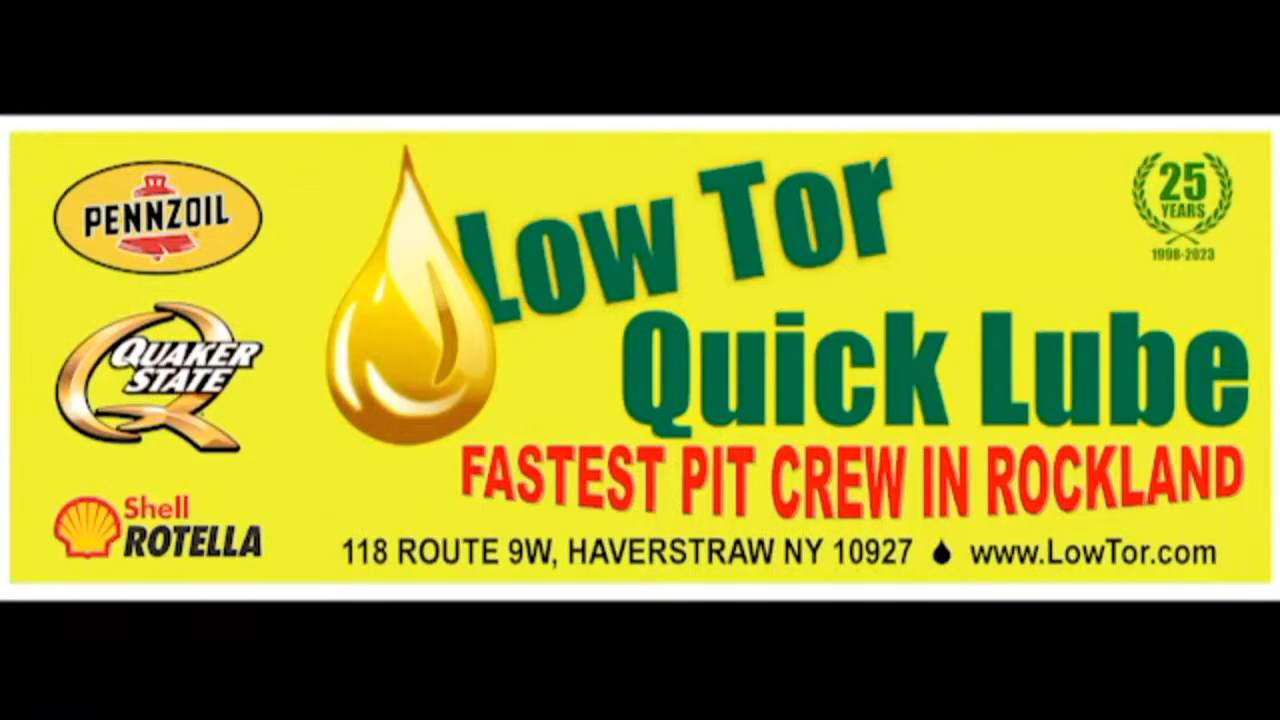 PENNZOIL
QUAKER
STATE
Shell
ROTELLA
Low Tor
Quick Lube
FASTEST PIT CREW IN ROCKLAND
118 ROUTE 9W, HAVERSTRAW NY 10927 www.LowTor.com
25
YEARS
1998-2023